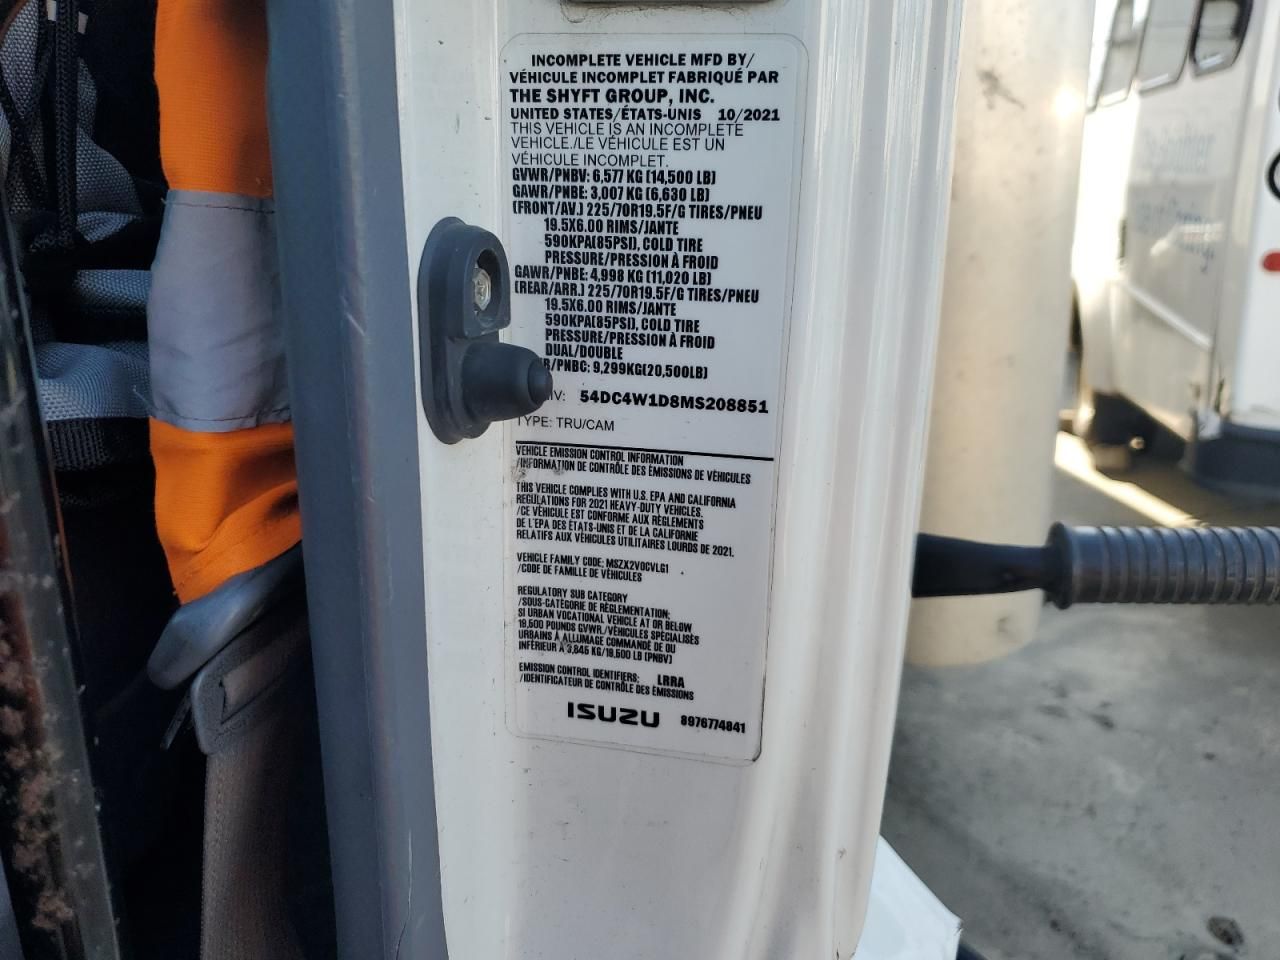 INCOMPLETE VEHICLE MFD BY/
VÉHICULE INCOMPLET FABRIQUÉ PAR
THE SHYFT GROUP, INC.
UNITED STATES/ÉTATS-UNIS 10/2021
THIS VEHICLE IS AN INCOMPLETE
VEHICLE./LE VÉHICULE EST UN
VÉHICULE INCOMPLET.
GVWR/PNBV: 6,577 KG (14,500 LB)
GAWR/PNBE: 3,007 KG (6,630 LB)
(FRONT/AV.) 225/70R19.5F/G TIRES/PNEU
19.5X6.00 RIMS/JANTE
590KPA(85PSI), COLD TIRE
PRESSURE/PRESSION À FROID
GAWR/PNBE: 4,998 KG (11,020 LB)
(REAR/ARR.) 225/70R19.5F/G TIRES/PNEU
19.5X6.00 RIMS/JANTE
590KPA(85PSI), COLD TIRE
PRESSURE/PRESSION À FROID
DUAL/DOUBLE
R/PNBC: 9,299KG(20,500LB)
IV: 54DC4W1D8MS208851
TYPE: TRU/CAM
VEHICLE EMISSION CONTROL INFORMATION
/INFORMATION DE CONTRÔLE DES ÉMISSIONS DE VÉHICULES
THIS VEHICLE COMPLIES WITH U.S. EPA AND CALIFORNIA
REGULATIONS FOR 2021 HEAVY-DUTY VEHICLES.
/CE VÉHICULE EST CONFORME AUX RÈGLEMENTS
DE L'EPA DES ÉTATS-UNIS ET DE LA CALIFORNIE
RELATIFS AUX VÉHICULES UTILITAIRES LOURDS DE 2021.
VEHICLE FAMILY CODE: MSZX2VOCVLG1
/CODE DE FAMILLE DE VÉHICULES
REGULATORY SUB CATEGORY
/SOUS-CATÉGORIE DE RÉGLEMENTATION:
SI URBAN VOCATIONAL VEHICLE AT OR BELOW
19,500 POUNDS GVWR./VÉHICULES SPÉCIALISÉS
URBAINS À ALLUMAGE COMMANDÉ DE OU
INFÉRIEUR À 8,845 KG/19,500 LB (PNBV)
EMISSION CONTROL IDENTIFIERS: LRRA
/IDENTIFICATEUR DE CONTRÔLE DES ÉMISSIONS
ISUZU 8976774841